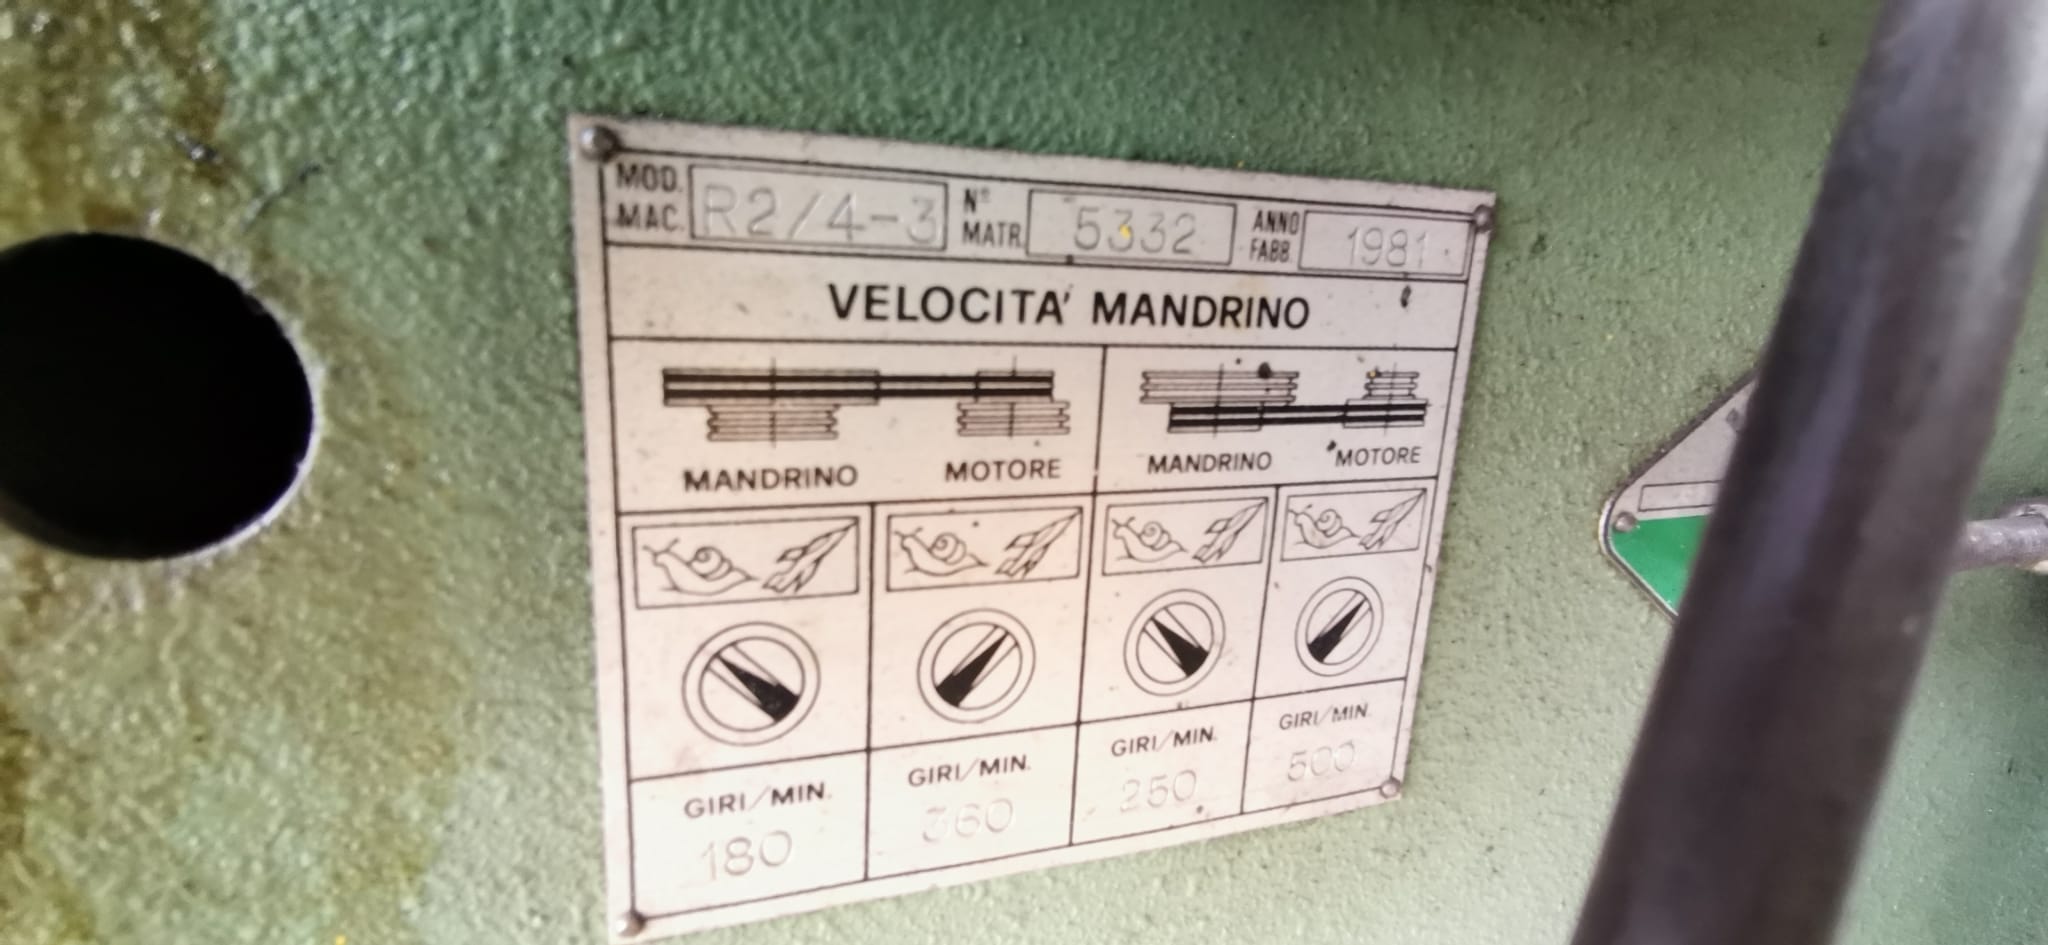 MOD. MAC. R2/4-3 N° MATR. 5332 ANNO FABB. 1981
VELOCITA' MANDRINO
MANDRINO MOTORE MANDRINO MOTORE
GIRI/MIN. GIRI/MIN. GIRI/MIN. GIRI/MIN.
180 360 250 500